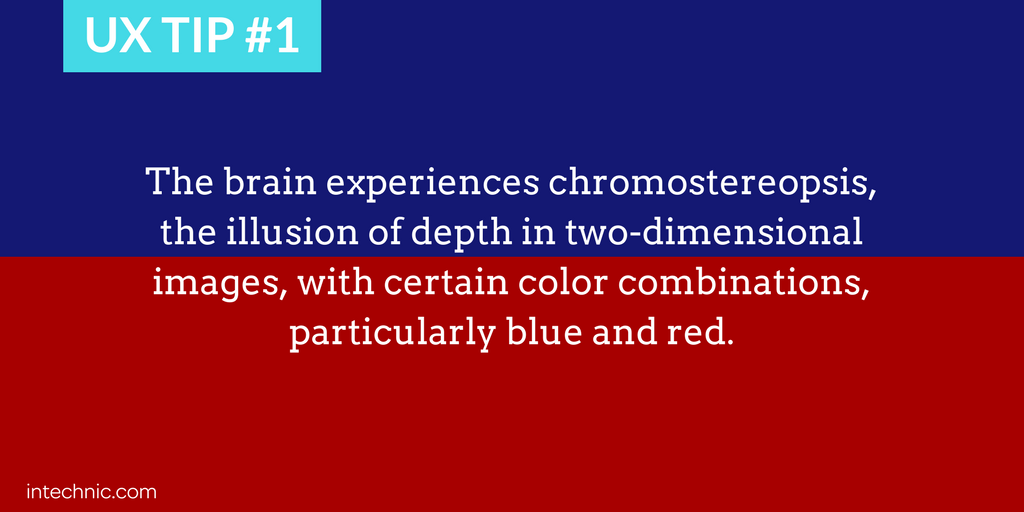 UX TIP #1
The brain experiences chromostereopsis,
the illusion of depth in two-dimensional
images, with certain color combinations,
particularly blue and red.
intechnic.com